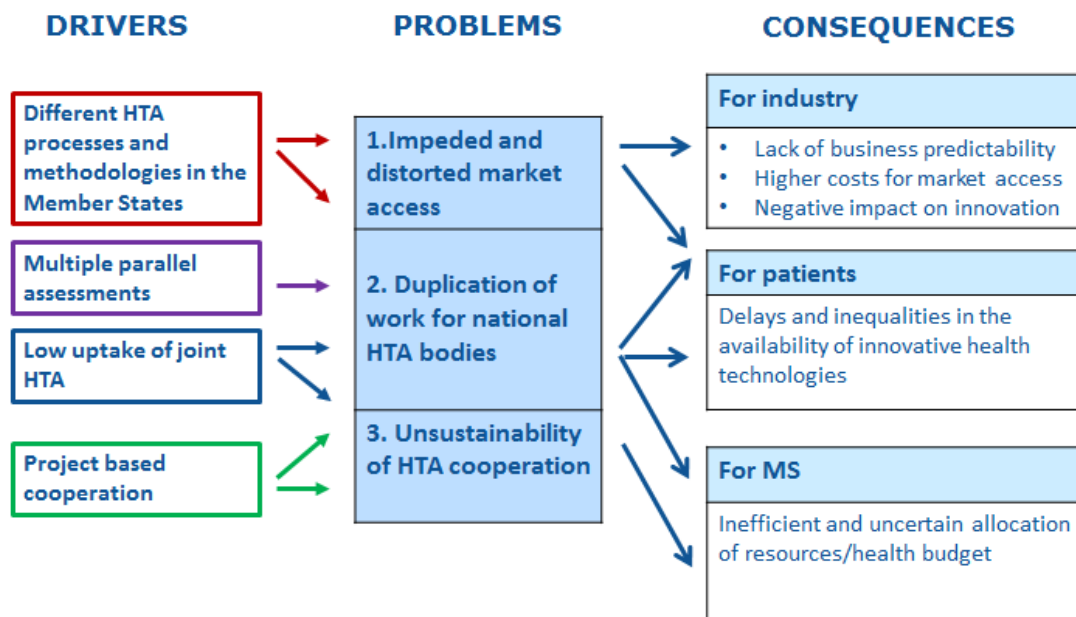 DRIVERS
PROBLEMS
CONSEQUENCES
Different HTA
processes and
methodologies in the
Member States
Multiple parallel
assessments
Low uptake of joint
HTA
Project based
cooperation
1.Impeded and
distorted market
access
2. Duplication of
work for national
HTA bodies
3. Unsustainability
of HTA cooperation
For industry
• Lack of business predictability
• Higher costs for market access
• Negative impact on innovation
For patients
Delays and inequalities in the
availability of innovative health
technologies
For MS
Inefficient and uncertain allocation
of resources/health budget